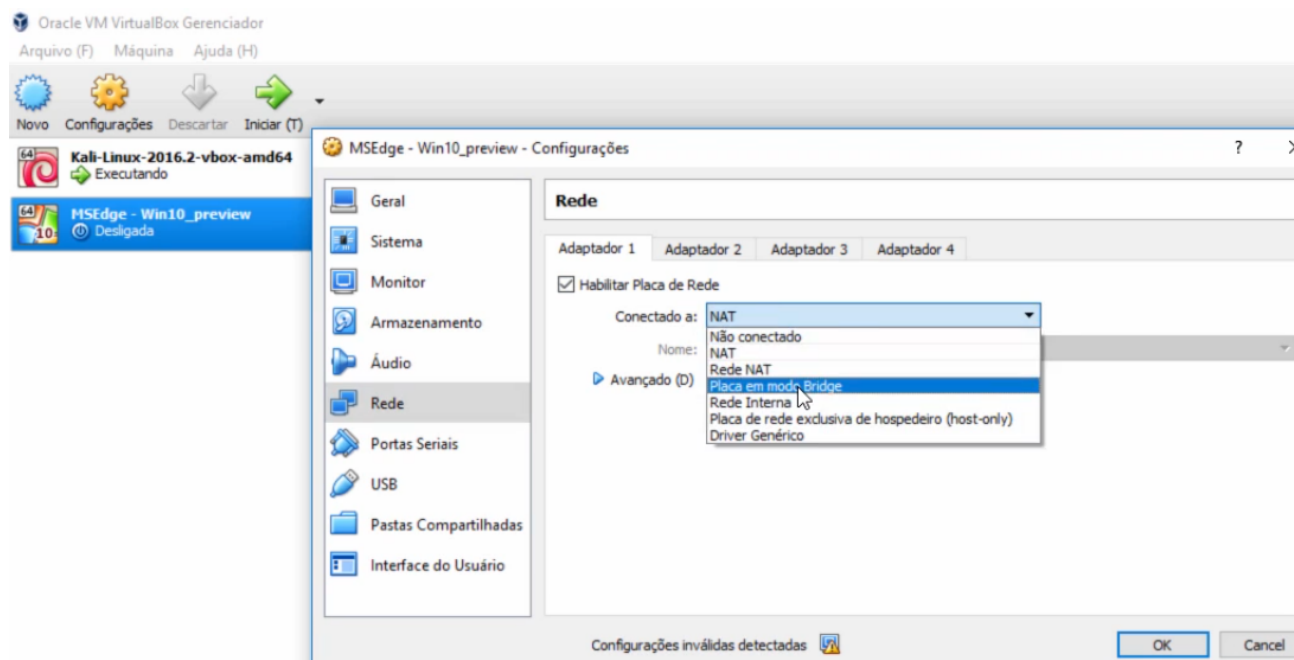 Oracle VM VirtualBox Gerenciador
Arquivo (F) Máquina Ajuda (H)
Novo Configurações Descartar Iniciar (T)
64 Kali-Linux-2016.2-vbox-amd64
Executando
64 10 MSEdge - Win10_preview
Desligada
MSEdge - Win10_preview - Configurações ? X
Geral
Sistema
Monitor
Armazenamento
Áudio
Rede
Portas Seriais
USB
Pastas Compartilhadas
Interface do Usuário
Rede
Adaptador 1 Adaptador 2 Adaptador 3 Adaptador 4
Habilitar Placa de Rede
Conectado a: NAT
Não conectado
Nome: NAT
Rede NAT
Avançado (D) Placa em modo Bridge
Rede Interna
Placa de rede exclusiva de hospedeiro (host-only)
Driver Genérico
Configurações inválidas detectadas OK Cancel